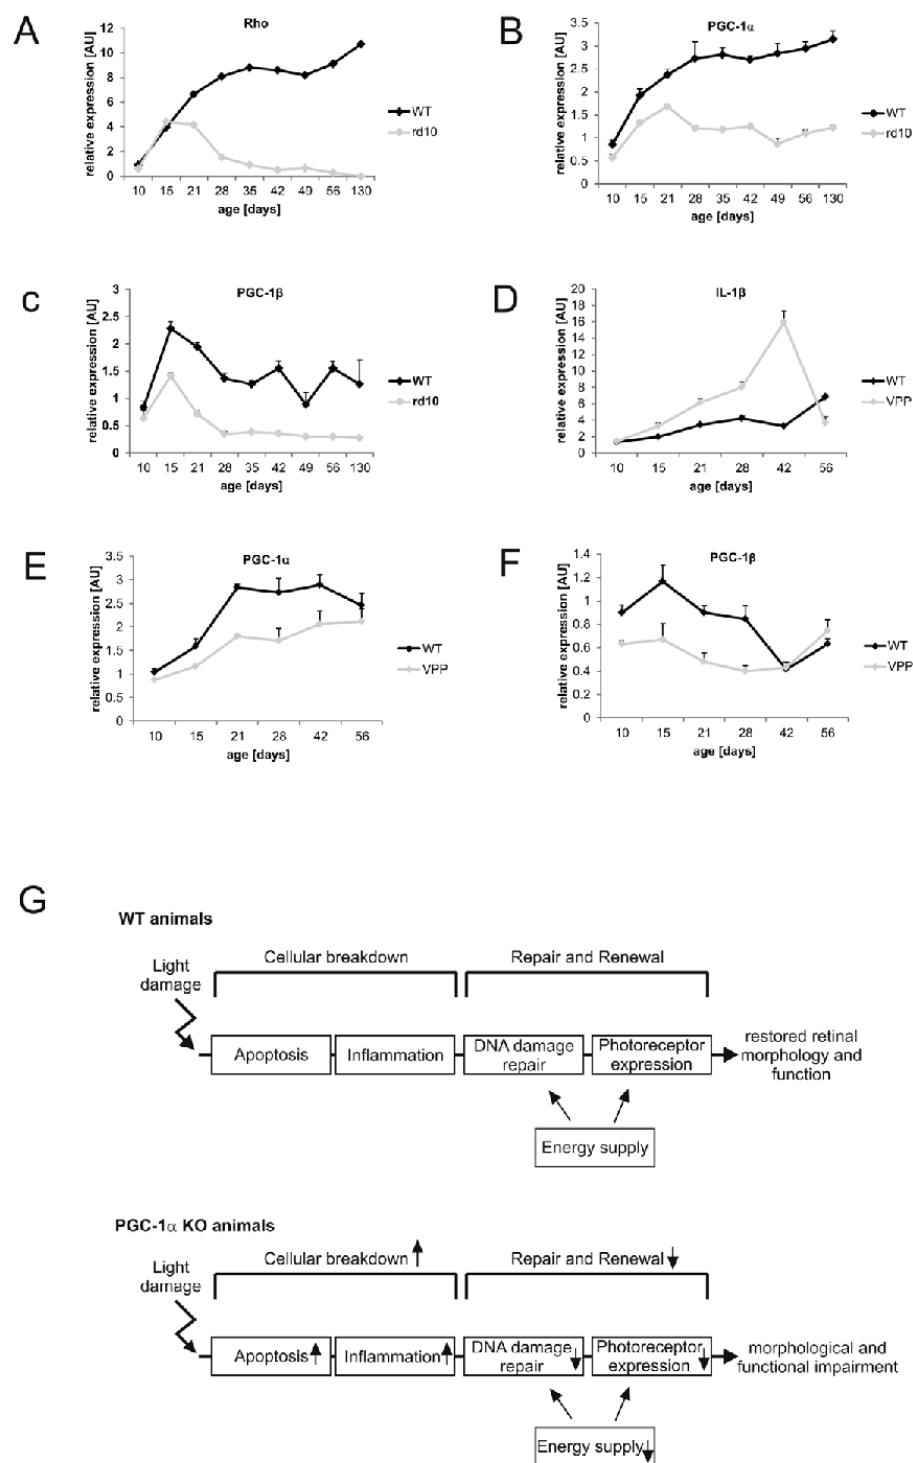 A
Rho
relative expression [AU]
12
10
8
6
4
2
0
10 15 21 28 35 42 49 56 130
age [days]
WT
rd10
B
PGC-1α
relative expression [AU]
3.5
3
2.5
2
1.5
1
0.5
0
10 15 21 28 35 42 49 56 130
age [days]
WT
rd10
c
PGC-1β
relative expression [AU]
3
2.5
2
1.5
1
0.5
0
10 15 21 28 35 42 49 56 130
age [days]
WT
rd10
D
IL-1β
relative expression [AU]
20
18
16
14
12
10
8
6
4
2
0
10 15 21 28 42 56
age [days]
WT
VPP
E
PGC-1α
relative expression [AU]
3.5
3
2.5
2
1.5
1
0.5
0
10 15 21 28 42 56
age [days]
WT
VPP
F
PGC-1β
relative expression [AU]
1.4
1.2
1
0.8
0.6
0.4
0.2
0
10 15 21 28 42 56
age [days]
WT
VPP
G
WT animals
Light
damage
Cellular breakdown
Repair and Renewal
Apoptosis
Inflammation
DNA damage
repair
Photoreceptor
expression
restored retinal
morphology and
function
Energy supply
PGC-1α KO animals
Light
damage
Cellular breakdown
Repair and Renewal
Apoptosis
Inflammation
DNA damage
repair
Photoreceptor
expression
morphological and
functional impairment
Energy supply